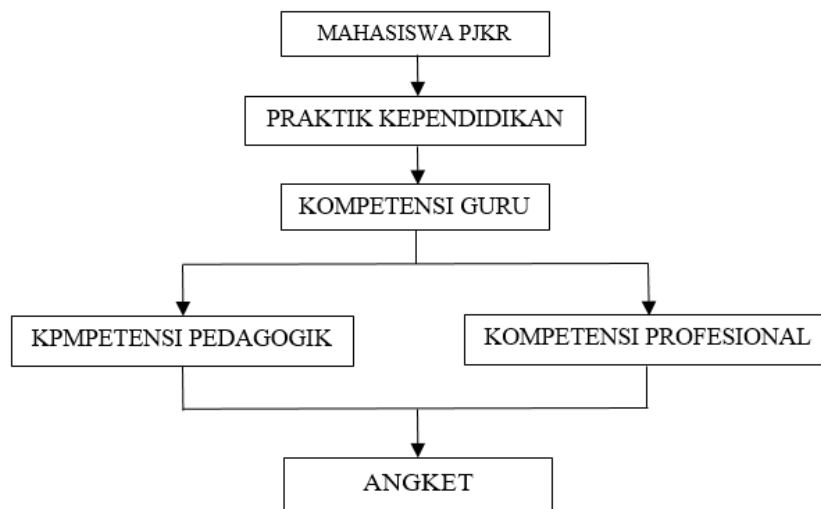 MAHASISWA PJKR
PRAKTIK KEPENDIDIKAN
KOMPETENSI GURU
KPMPETENSI PEDAGOGIK
KOMPETENSI PROFESIONAL
ANGKET